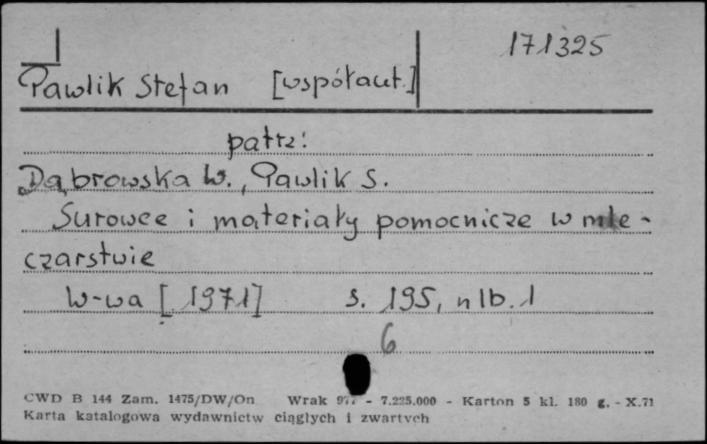 171325
Pawlik Stefan [współaut.]
patrz:
Dąbrowska W., Pawlik S.
Surowce i materiały pomocnicze w mle-
czarstwie
W-wa [1971] s. 195, nlb. 1
6
CWD B 144 Zam. 1475/DW/On Wrak - 7.225.000 - Karton 5 kl. 180 g. - X.71
Karta katalogowa wydawnictw ciągłych i zwartych